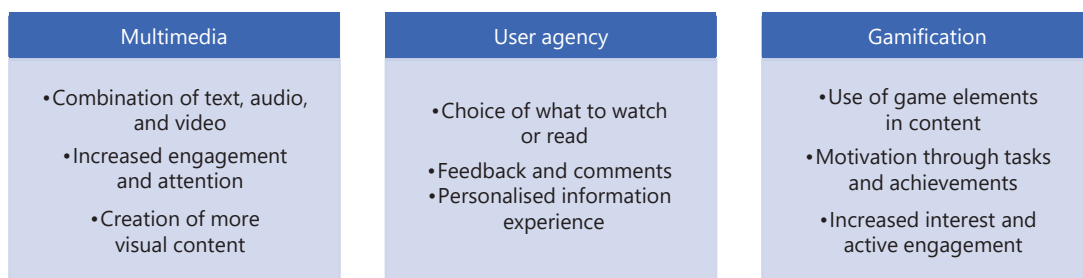 Multimedia
•Combination of text, audio,
and video
•Increased engagement
and attention
•Creation of more
visual content
User agency
•Choice of what to watch
or read
•Feedback and comments
•Personalised information
experience
Gamification
•Use of game elements
in content
•Motivation through tasks
and achievements
•Increased interest and
active engagement